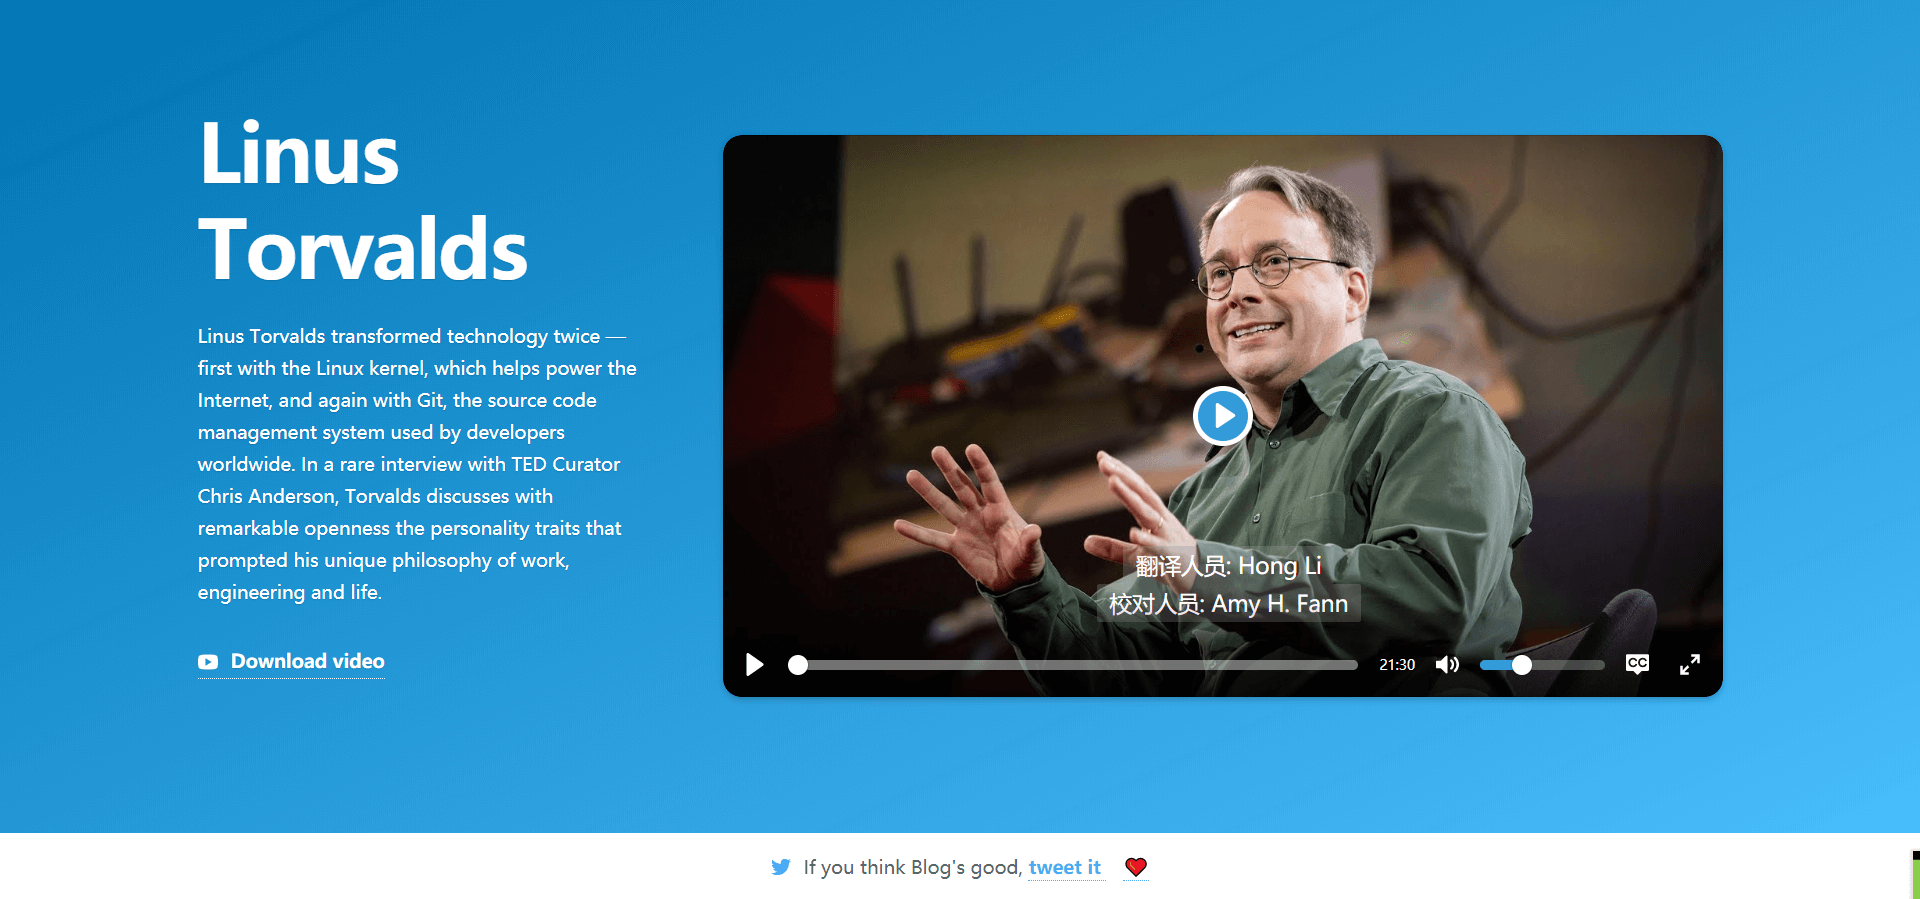 Linus
Torvalds
Linus Torvalds transformed technology twice —
first with the Linux kernel, which helps power the
Internet, and again with Git, the source code
management system used by developers
worldwide. In a rare interview with TED Curator
Chris Anderson, Torvalds discusses with
remarkable openness the personality traits that
prompted his unique philosophy of work,
engineering and life.
Download video
翻译人员: Hong Li
校对人员: Amy H. Fann
21:30
CC
If you think Blog's good, tweet it